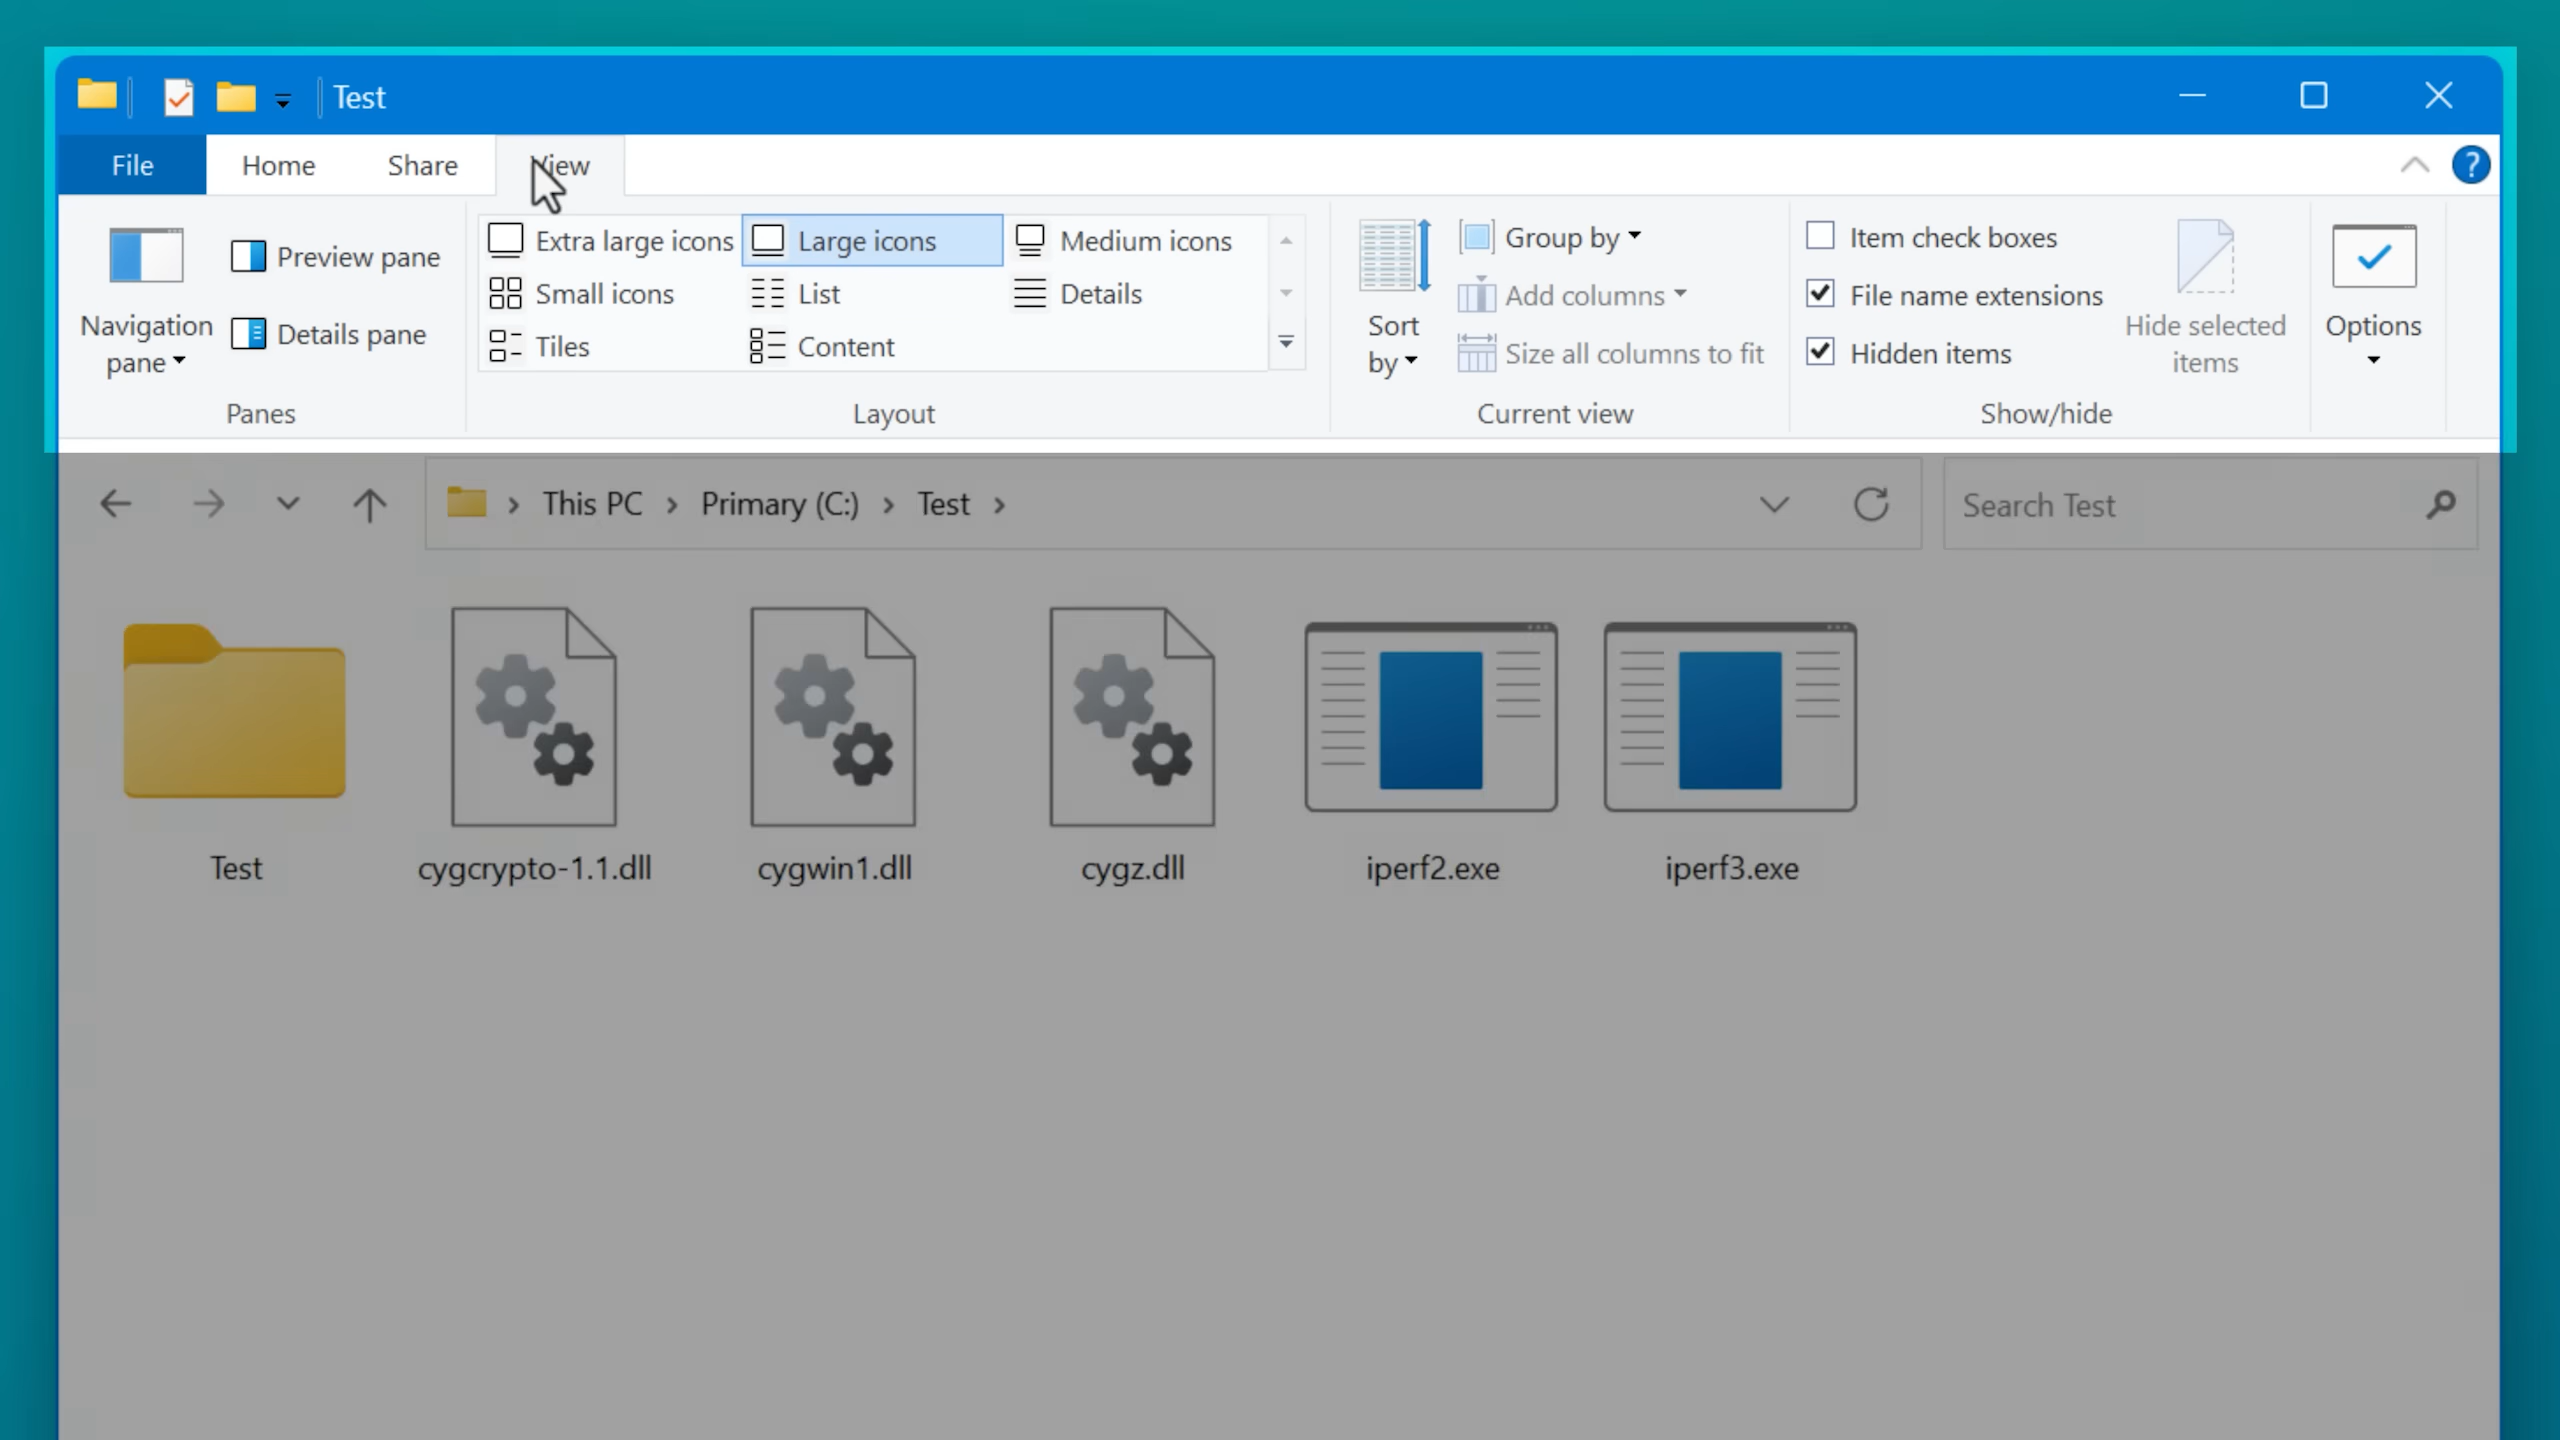 Test
File Home Share View
Navigation pane
Preview pane
Details pane
Panes
Extra large icons Large icons Medium icons
Small icons List Details
Tiles Content
Layout
Sort by
Group by
Add columns
Size all columns to fit
Current view
Item check boxes
File name extensions
Hidden items
Hide selected items
Show/hide
Options
This PC Primary (C:) Test
Search Test
Test cygcrypto-1.1.dll cygwin1.dll cygz.dll iperf2.exe iperf3.exe